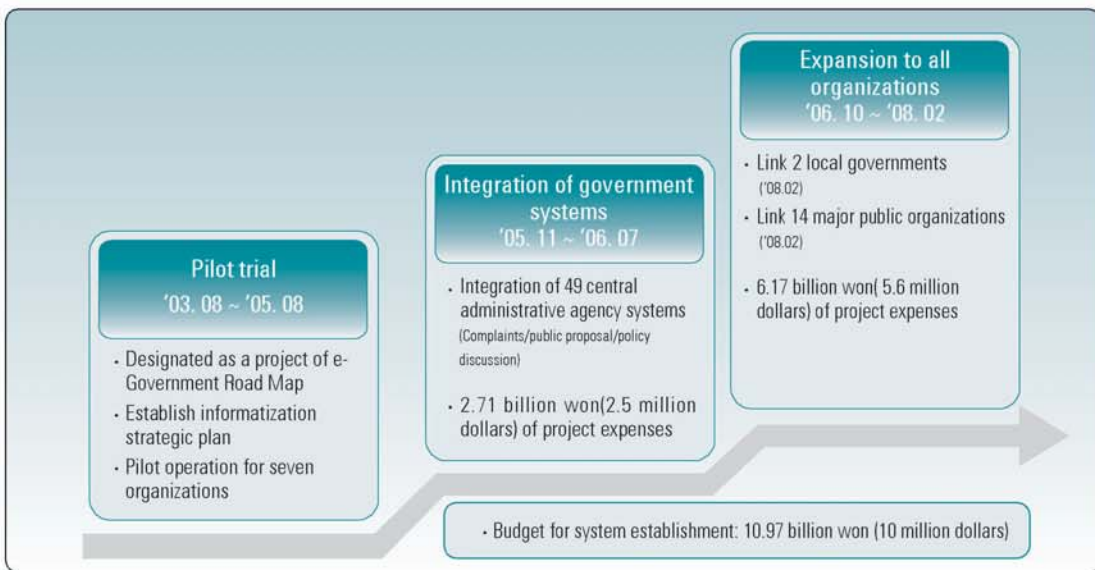 Pilot trial
'03. 08 ~ '05. 08
· Designated as a project of e-
Government Road Map
· Establish informatization
strategic plan
· Pilot operation for seven
organizations
Integration of government
systems
'05. 11 ~ '06. 07
· Integration of 49 central
administrative agency systems
(Complaints/public proposal/policy
discussion)
· 2.71 billion won(2.5 million
dollars) of project expenses
Expansion to all
organizations
'06. 10 ~ '08. 02
· Link 2 local governments
('08.02)
· Link 14 major public organizations
('08.02)
· 6.17 billion won( 5.6 million
dollars) of project expenses
· Budget for system establishment: 10.97 billion won (10 million dollars)